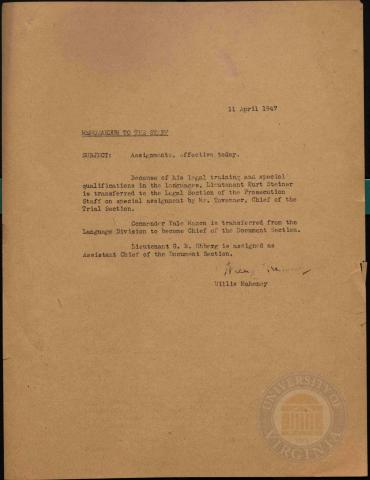 11 April 1947
MEMORANDUM TO THE STAFF
SUBJECT: Assignments, effective today.
Because of his legal training and special
qualifications in the languages, Lieutenant Kurt Steiner
is transferred to the Legal Section of the Prosecution
Staff on special assignment by Mr. Tavenner, Chief of the
Trial Section.
Commander Yale Maxon is transferred from the
Language Division to become Chief of the Document Section.
Lieutenant G. E. is assigned as
Assistant Chief of the Document Section.
Willis Mahoney
UNIVERSITY OF
VIRGINIA